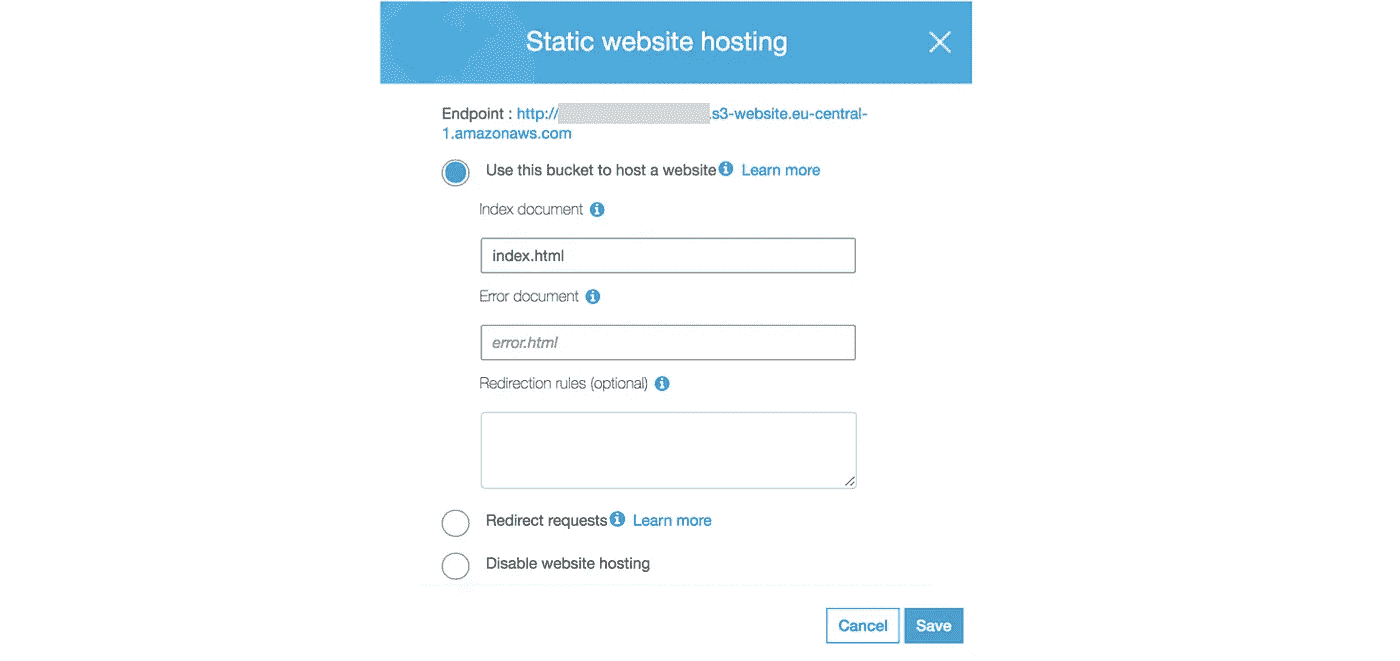 Static website hosting
Endpoint : http:// .s3-website.eu-central-
1.amazonaws.com
Use this bucket to host a website Learn more
Index document
index.html
Error document
error.html
Redirection rules (optional)
Redirect requests Learn more
Disable website hosting
Cancel Save